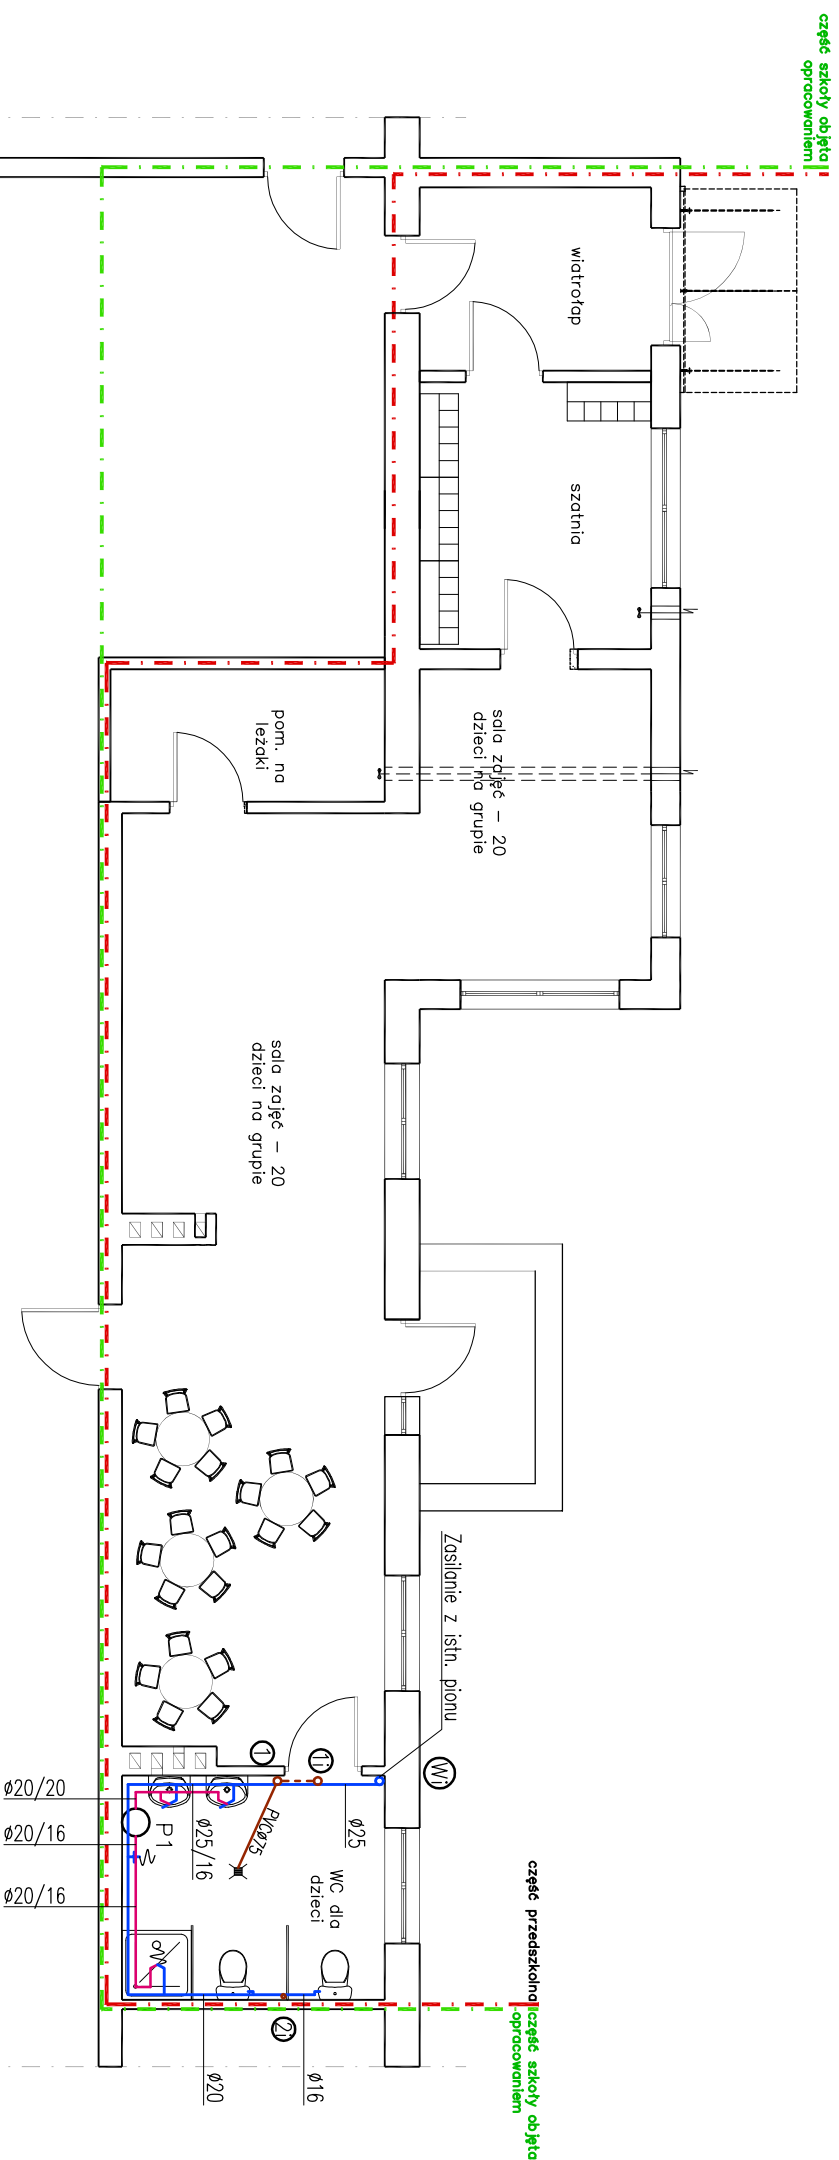 część szkoły objęta
opracowaniem
wiatrołap
szatnia
sala zajęć – 20
dzieci na grupie
pom. na
leżaki
sala zajęć – 20
dzieci na grupie
Zasilanie z istn. pionu
Wi
1
1i
ø20/20
ø20/16
ø20/16
P1
ø25/16
PVCø75
ø25
WC dla
dzieci
część przedszkolna
część szkoły objęta
opracowaniem
2i
ø20
ø16